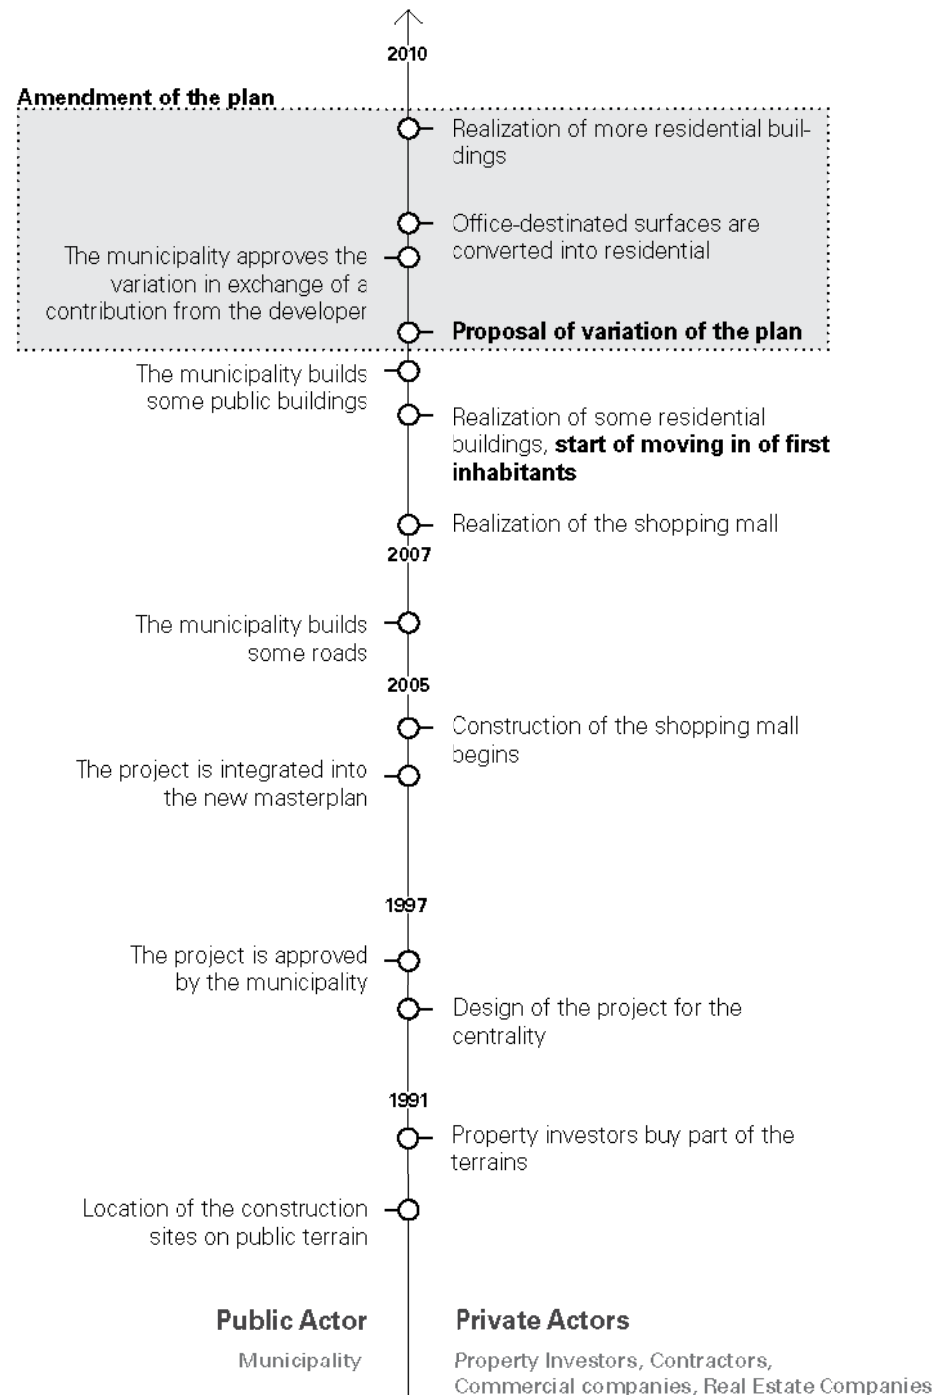 2010
Amendment of the plan
Realization of more residential buil-
dings
Office-destinated surfaces are
converted into residential
The municipality approves the
variation in exchange of a
contribution from the developer
Proposal of variation of the plan
The municipality builds
some public buildings
Realization of some residential
buildings, start of moving in of first
inhabitants
Realization of the shopping mall
2007
The municipality builds
some roads
2005
Construction of the shopping mall
begins
The project is integrated into
the new masterplan
1997
The project is approved
by the municipality
Design of the project for the
centrality
1991
Property investors buy part of the
terrains
Location of the construction
sites on public terrain
Public Actor
Municipality
Private Actors
Property Investors, Contractors,
Commercial companies, Real Estate Companies